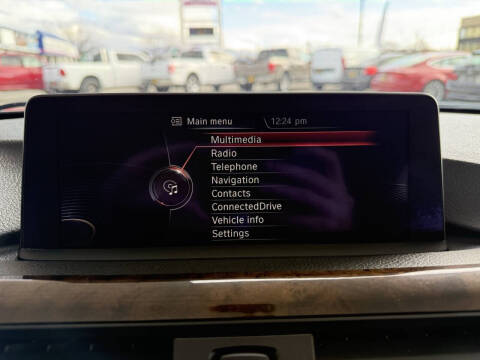 Main menu 12:24 pm
Multimedia
Radio
Telephone
Navigation
Contacts
ConnectedDrive
Vehicle info
Settings